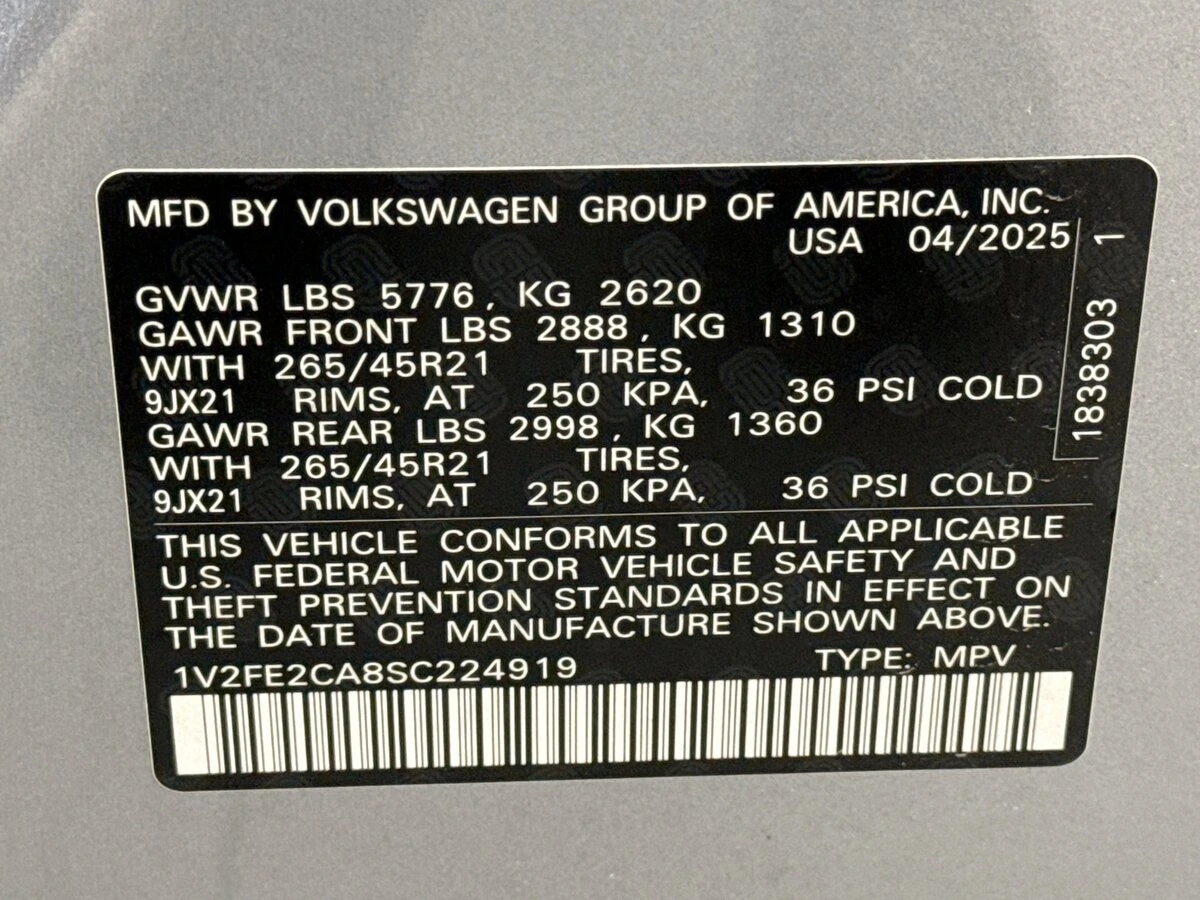 MFD BY VOLKSWAGEN GROUP OF AMERICA, INC.
USA 04/2025
GVWR LBS 5776, KG 2620
GAWR FRONT LBS 2888, KG 1310
WITH 265/45R21 TIRES,
9JX21 RIMS, AT 250 KPA, 36 PSI COLD
GAWR REAR LBS 2998, KG 1360
WITH 265/45R21 TIRES,
9JX21 RIMS, AT 250 KPA, 36 PSI COLD
THIS VEHICLE CONFORMS TO ALL APPLICABLE
U.S. FEDERAL MOTOR VEHICLE SAFETY AND
THEFT PREVENTION STANDARDS IN EFFECT ON
THE DATE OF MANUFACTURE SHOWN ABOVE.
1V2FE2CA8SC224919 TYPE: MPV
1838303 1